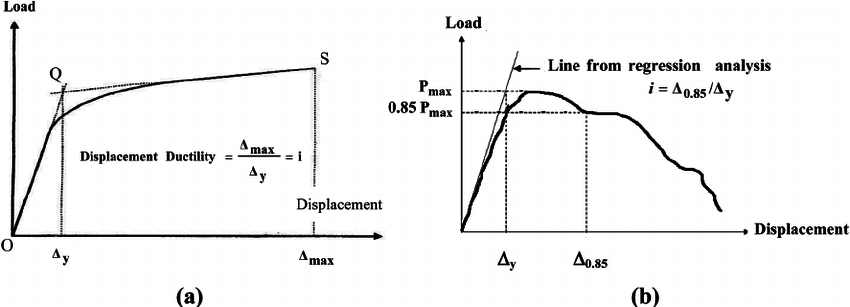 Load
Q
S
Displacement Ductility = Δmax/Δy = i
Displacement
O
Δy
Δmax
(a)
Load
Line from regression analysis
i = Δ0.85/Δy
Pmax
0.85 Pmax
Displacement
Δy
Δ0.85
(b)